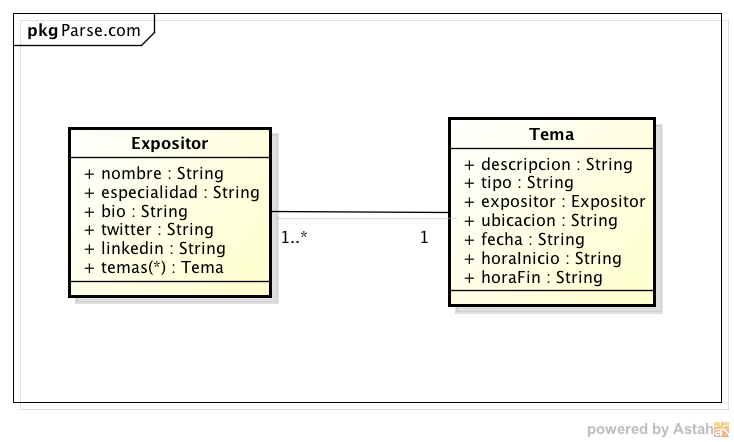 pkg Parse.com
Expositor
+ nombre : String
+ especialidad : String
+ bio : String
+ twitter : String
+ linkedin : String
+ temas(*) : Tema
1..*
1
Tema
+ descripcion : String
+ tipo : String
+ expositor : Expositor
+ ubicacion : String
+ fecha : String
+ horaInicio : String
+ horaFin : String
powered by Astah